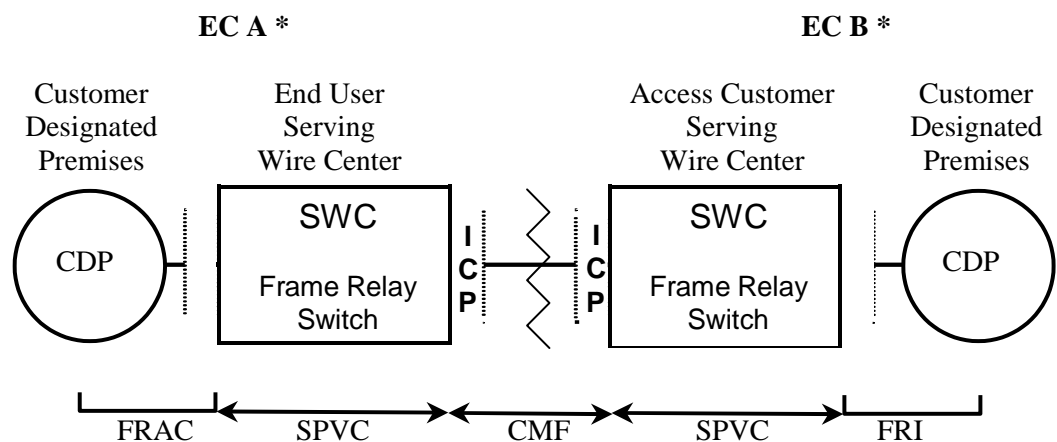 EC A *
EC B *
Customer
Designated
Premises
End User
Serving
Wire Center
Access Customer
Serving
Wire Center
Customer
Designated
Premises
CDP
SWC
Frame Relay
Switch
I
C
P
I
C
P
SWC
Frame Relay
Switch
CDP
FRAC
SPVC
CMF
SPVC
FRI